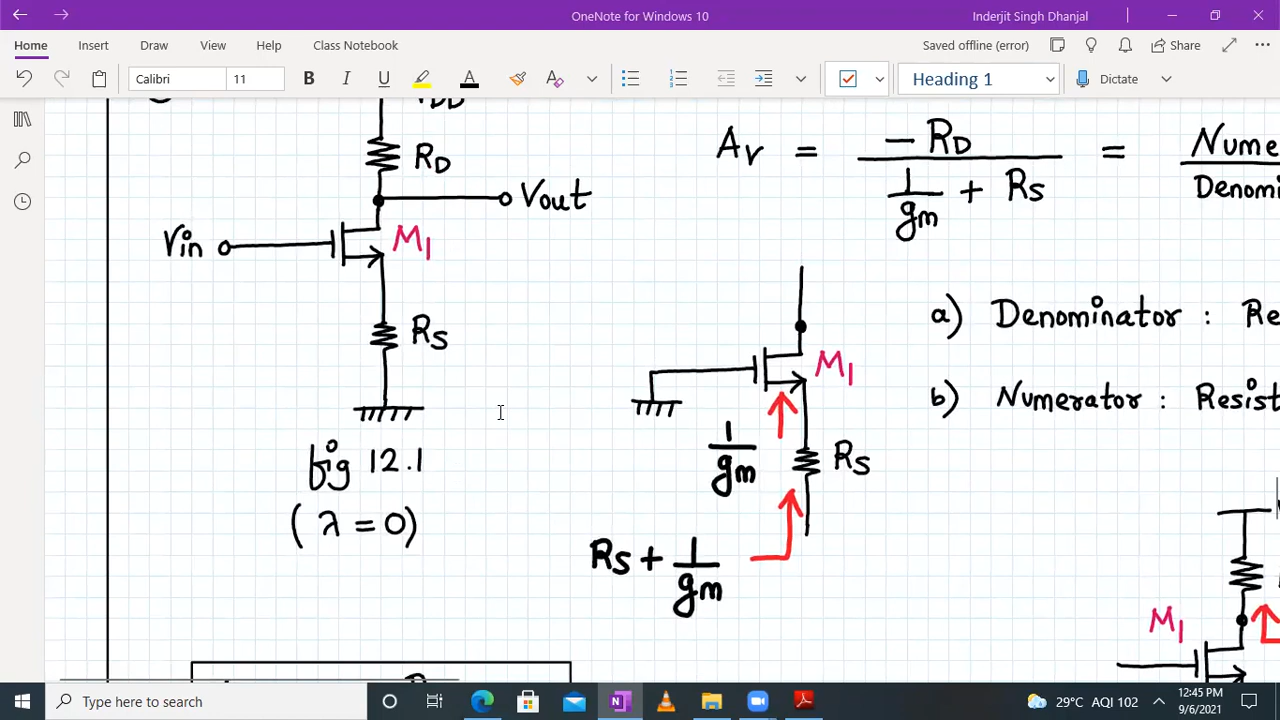 OneNote for Windows 10
Inderjit Singh Dhanjal
Home
Insert
Draw
View
Help
Class Notebook
Saved offline (error)
Share
Calibri
11
B
I
U
A
Heading 1
Dictate
VDD
RD
Vout
Vin
M1
RS
fig 12.1
(λ = 0)
Av = -RD / (1/gm + RS) = Nume
Denomi
a) Denominator : Re
b) Numerator : Resist
M1
1/gm
RS
RS + 1/gm
M1
Type here to search
29°C AQI 102
12:45 PM
9/6/2021